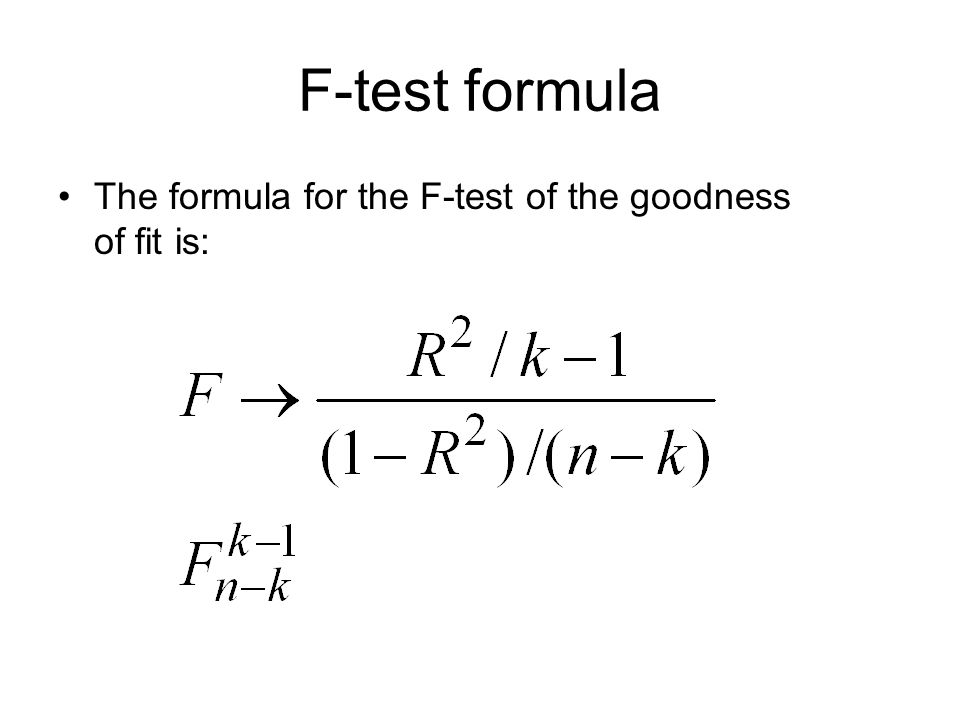 F-test formula
• The formula for the F-test of the goodness
of fit is:
F → R² / k − 1
(1 − R²) / (n − k)
F^{k−1}_{n−k}